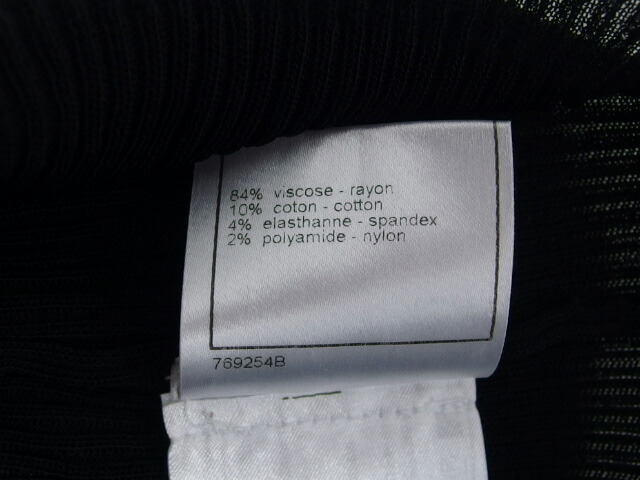 84% viscose - rayon
10% coton - cotton
4% elasthanne - spandex
2% polyamide - nylon
769254B